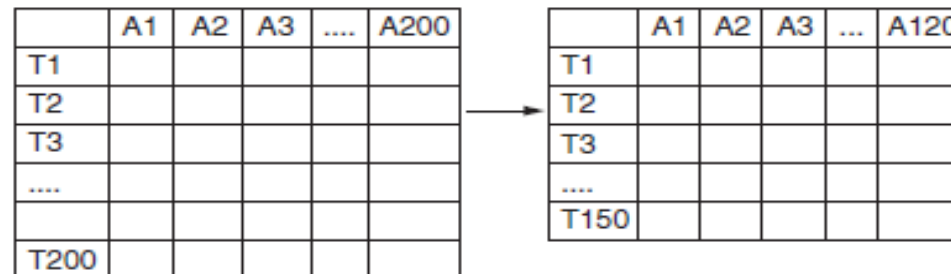 A1 A2 A3 .... A200
T1
T2
T3
....
T200
A1 A2 A3 ... A120
T1
T2
T3
....
T150